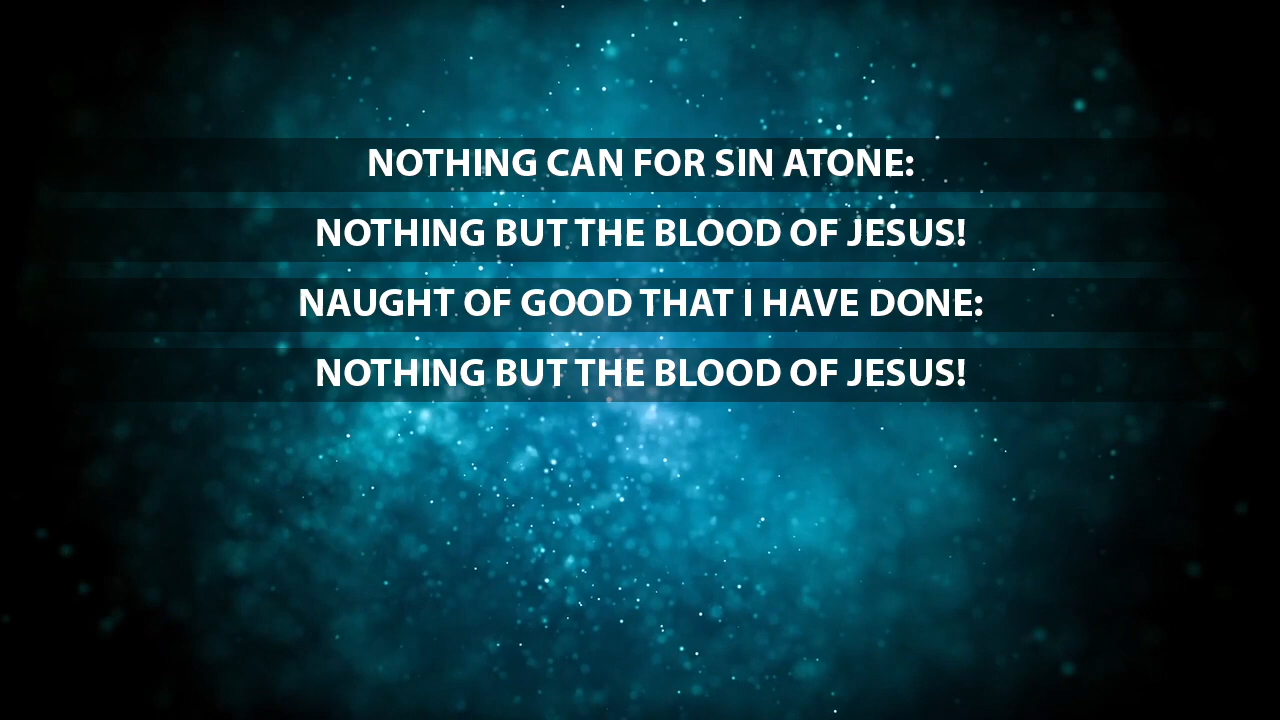 NOTHING CAN FOR SIN ATONE:
NOTHING BUT THE BLOOD OF JESUS!
NAUGHT OF GOOD THAT I HAVE DONE:
NOTHING BUT THE BLOOD OF JESUS!